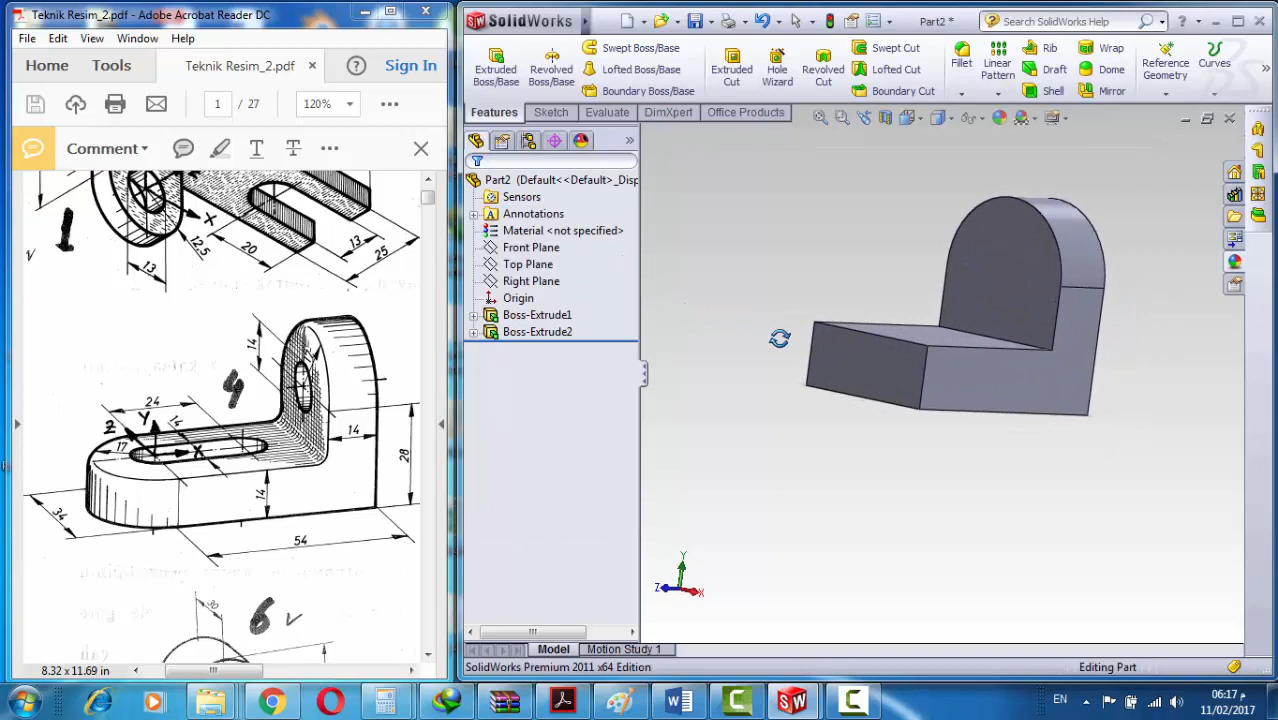 Teknik Resim_2.pdf - Adobe Acrobat Reader DC
File Edit View Window Help
Home Tools Teknik Resim_2.pdf × ? Sign In
1 / 27 120%
Comment
1
X
12,5
20
13
25
13
14
4
24
Y
14
Z
17
X
14
28
14
34
54
30
6
8.32 x 11.69 in
SolidWorks Part2 * Search SolidWorks Help
Extruded Boss/Base
Revolved Boss/Base
Swept Boss/Base
Lofted Boss/Base
Boundary Boss/Base
Extruded Cut
Hole Wizard
Revolved Cut
Swept Cut
Lofted Cut
Boundary Cut
Fillet
Linear Pattern
Rib
Draft
Shell
Wrap
Dome
Mirror
Reference Geometry
Curves
Features Sketch Evaluate DimXpert Office Products
Part2 (Default<<Default>_Disp
Sensors
Annotations
Material <not specified>
Front Plane
Top Plane
Right Plane
Origin
Boss-Extrude1
Boss-Extrude2
Y
Z
X
Model Motion Study 1
SolidWorks Premium 2011 x64 Edition Editing Part
EN
06:17 م
11/02/2017